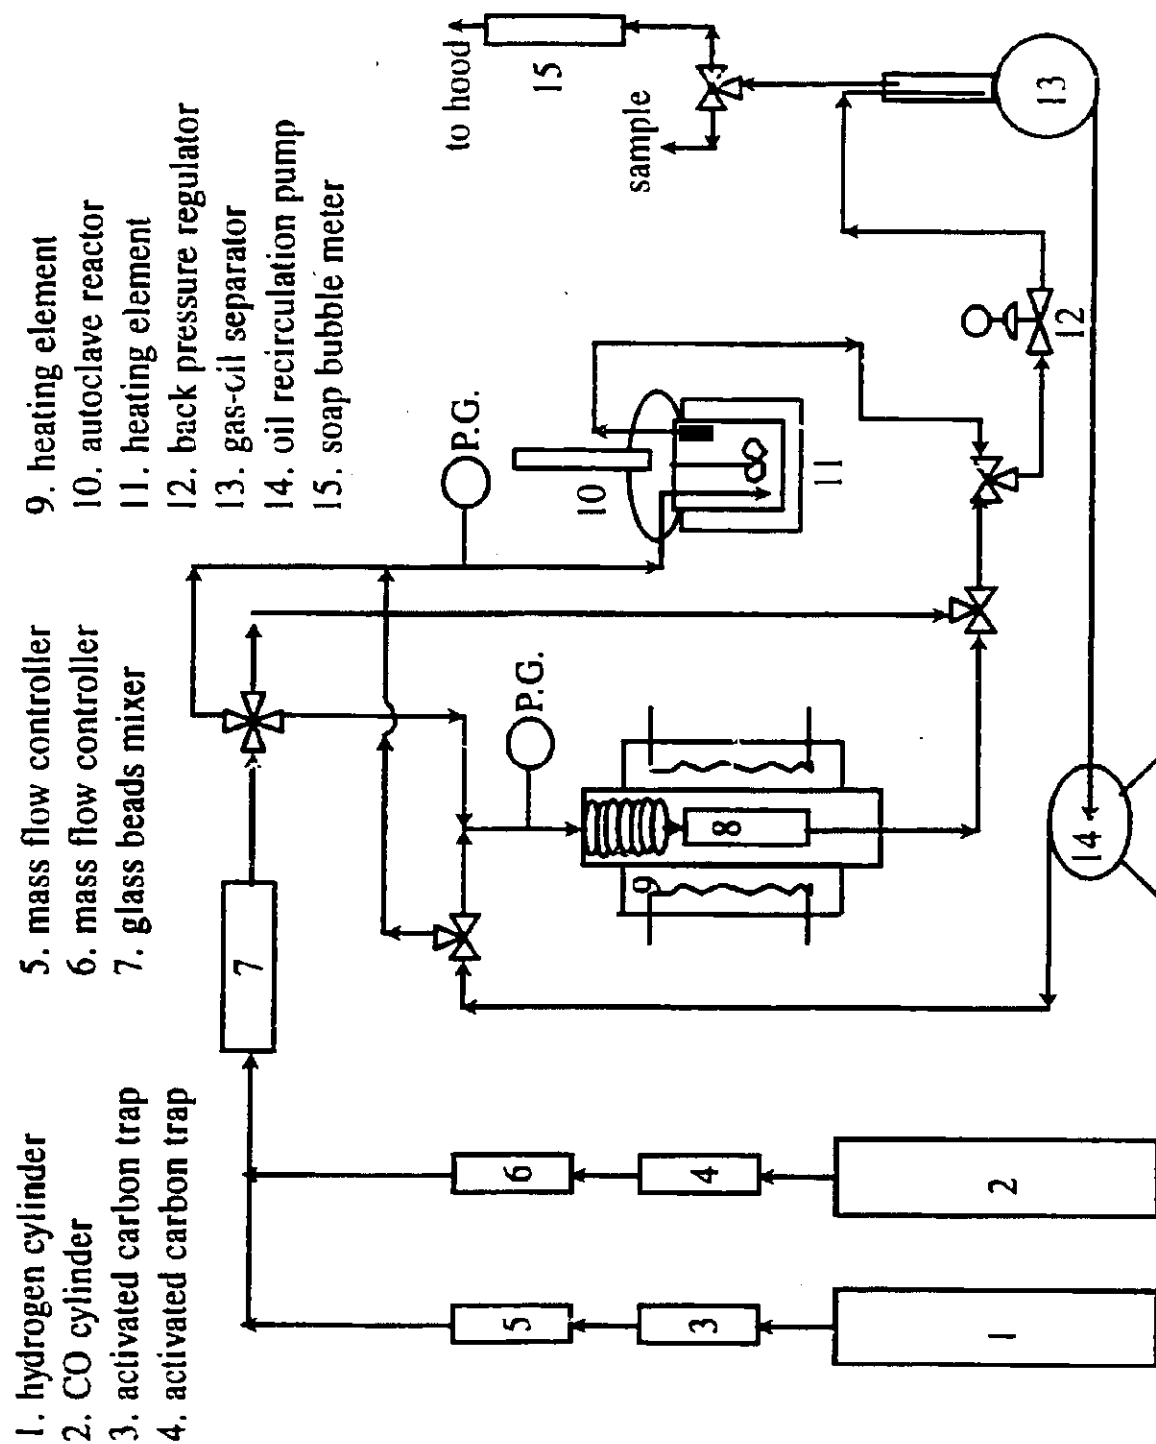 1. hydrogen cylinder
2. CO cylinder
3. activated carbon trap
4. activated carbon trap
5. mass flow controller
6. mass flow controller
7. glass beads mixer
9. heating element
10. autoclave reactor
11. heating element
12. back pressure regulator
13. gas-oil separator
14. oil recirculation pump
15. soap bubble meter
7
P.G.
P.G.
to hood
15
sample
10
11
12
13
9
8
14
6
4
2
5
3
1